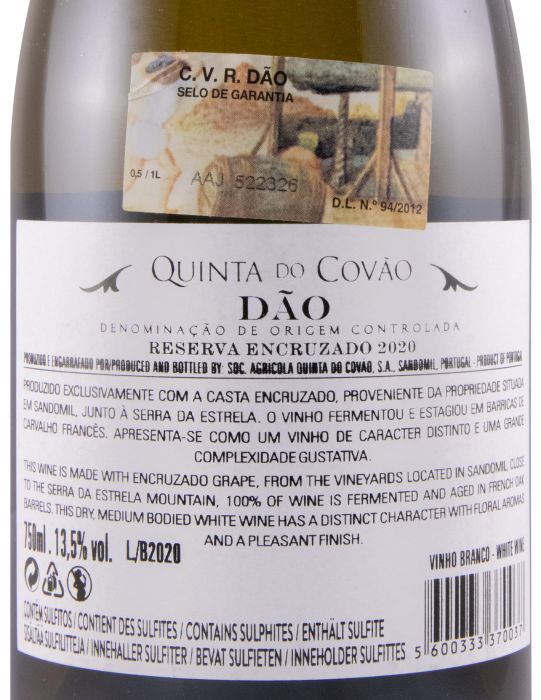 C. V. R. DÃO
SELO DE GARANTIA
0,5 / 1L
AAJ 522326
D.L. N.º 94/2012
QUINTA DO COVÃO
DÃO
DENOMINAÇÃO DE ORIGEM CONTROLADA
RESERVA ENCRUZADO 2020
PRODUZIDO E ENGARRAFADO POR/PRODUCED AND BOTTLED BY: SOC. AGRÍCOLA QUINTA DO COVÃO, S.A., SANDOMIL, PORTUGAL - PRODUCT OF PORTUGAL
PRODUZIDO EXCLUSIVAMENTE COM A CASTA ENCRUZADO, PROVENIENTE DA PROPRIEDADE SITUADA
EM SANDOMIL, JUNTO À SERRA DA ESTRELA. O VINHO FERMENTOU E ESTAGIOU EM BARRICAS DE
CARVALHO FRANCÊS. APRESENTA-SE COMO UM VINHO DE CARACTER DISTINTO E UMA GRANDE
COMPLEXIDADE GUSTATIVA.
THIS WINE IS MADE WITH ENCRUZADO GRAPE, FROM THE VINEYARDS LOCATED IN SANDOMIL CLOSE
TO THE SERRA DA ESTRELA MOUNTAIN, 100% OF WINE IS FERMENTED AND AGED IN FRENCH OAK
BARRELS. THIS DRY, MEDIUM BODIED WHITE WINE HAS A DISTINCT CHARACTER WITH FLORAL AROMAS
AND A PLEASANT FINISH.
750ml . 13,5% vol. L/B2020
VINHO BRANCO - WHITE WINE
CONTÉM SULFITOS / CONTIENT DES SULFITES / CONTAINS SULPHITES / ENTHÄLT SULFITE
SISÄLTÄÄ SULFIITTEJA / INNEHALLER SULFITER / BEVAT SULFIETEN / INEHOLDER SULFITTES
5 600333 370037